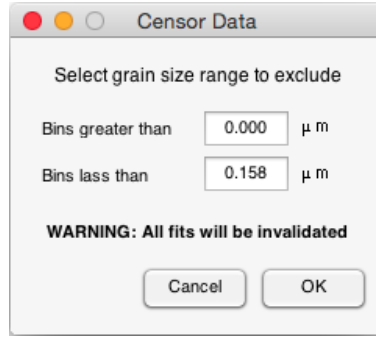 Censor Data
Select grain size range to exclude
Bins greater than 0.000 μ m
Bins lass than 0.158 μ m
WARNING: All fits will be invalidated
Cancel OK